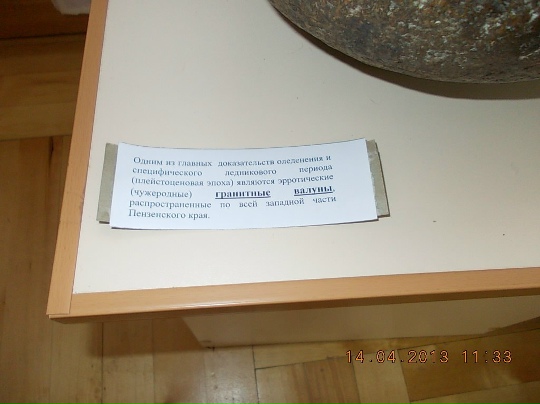 Одним из главных доказательств оледенения и
специфического ледникового периода
(плейстоценовая эпоха) являются эрротические
(чужеродные) гранитные валуны,
распространенные по всей западной части
Пензенского края.
14.04.2013 11:33